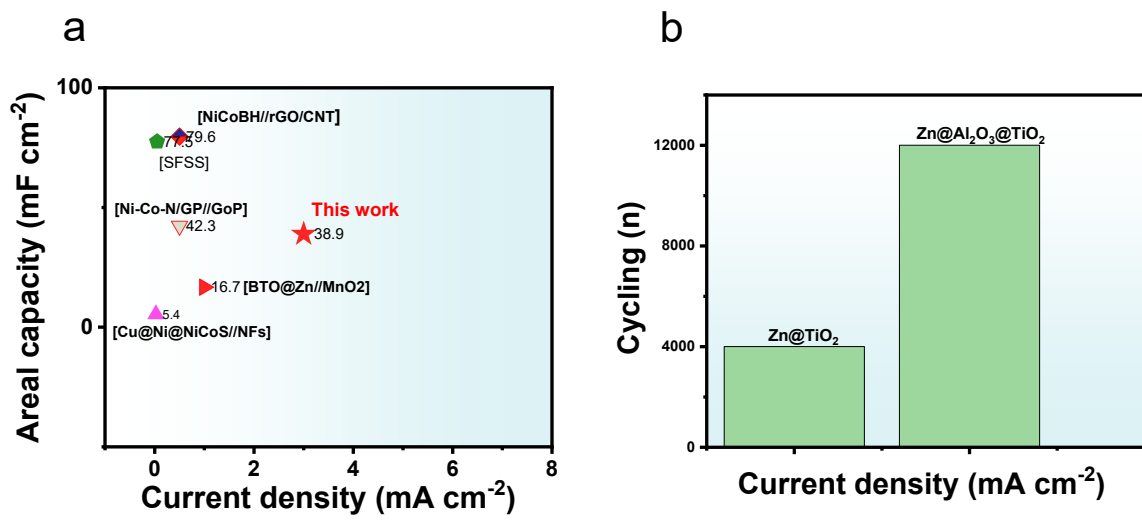 a
b
100
0
Areal capacity (mF cm⁻²)
[NiCoBH//rGO/CNT]
79.6
77.5
[SFSS]
[Ni-Co-N/GP//GoP]
42.3
This work
38.9
16.7 [BTO@Zn//MnO2]
5.4
[Cu@Ni@NiCoS//NFs]
0 2 4 6 8
Current density (mA cm⁻²)
Cycling (n)
12000
8000
4000
0
Zn@Al₂O₃@TiO₂
Zn@TiO₂
Current density (mA cm⁻²)